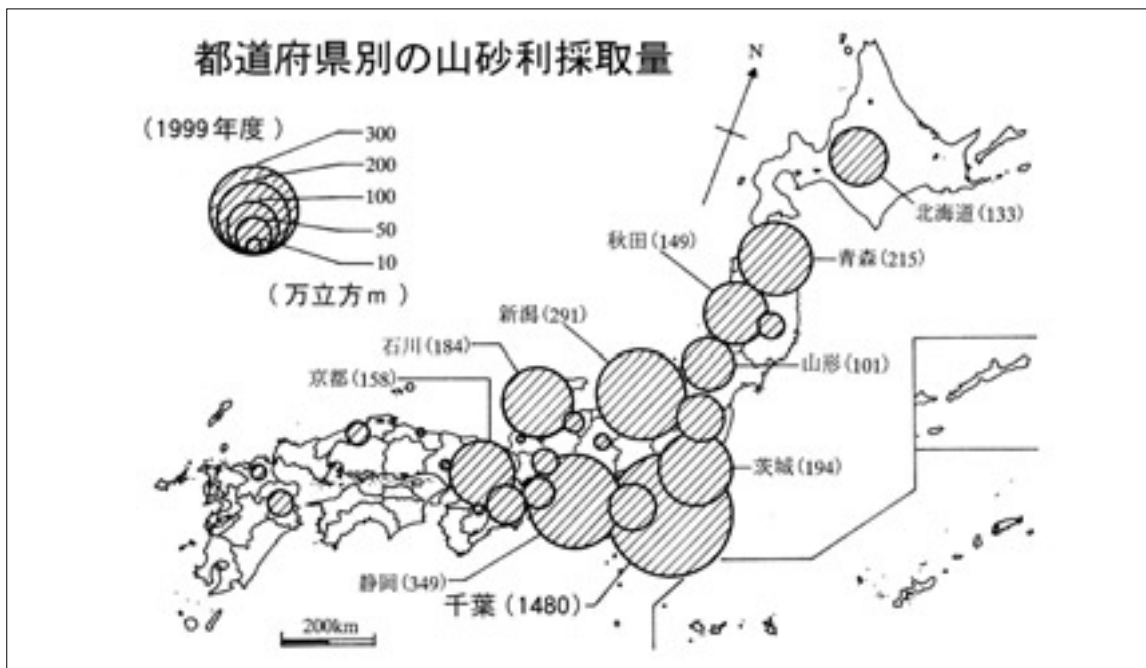 都道府県別の山砂利採取量
(1999年度)
300
200
100
50
10
(万立方m)
N
北海道(133)
青森(215)
秋田(149)
新潟(291)
石川(184)
京都(158)
山形(101)
茨城(194)
静岡(349)
千葉(1480)
200km